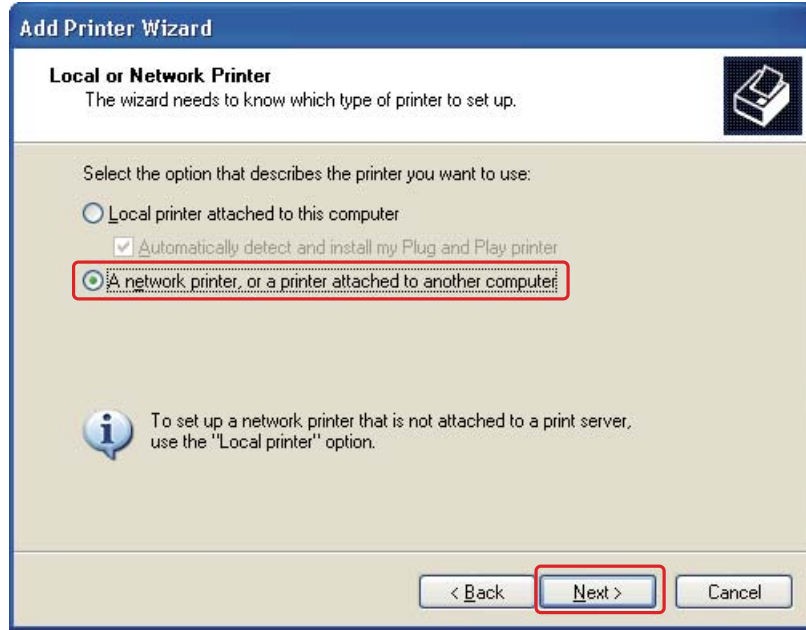 Add Printer Wizard
Local or Network Printer
The wizard needs to know which type of printer to set up.
Select the option that describes the printer you want to use:
Local printer attached to this computer
Automatically detect and install my Plug and Play printer
A network printer, or a printer attached to another computer
To set up a network printer that is not attached to a print server,
use the "Local printer" option.
< Back Next > Cancel